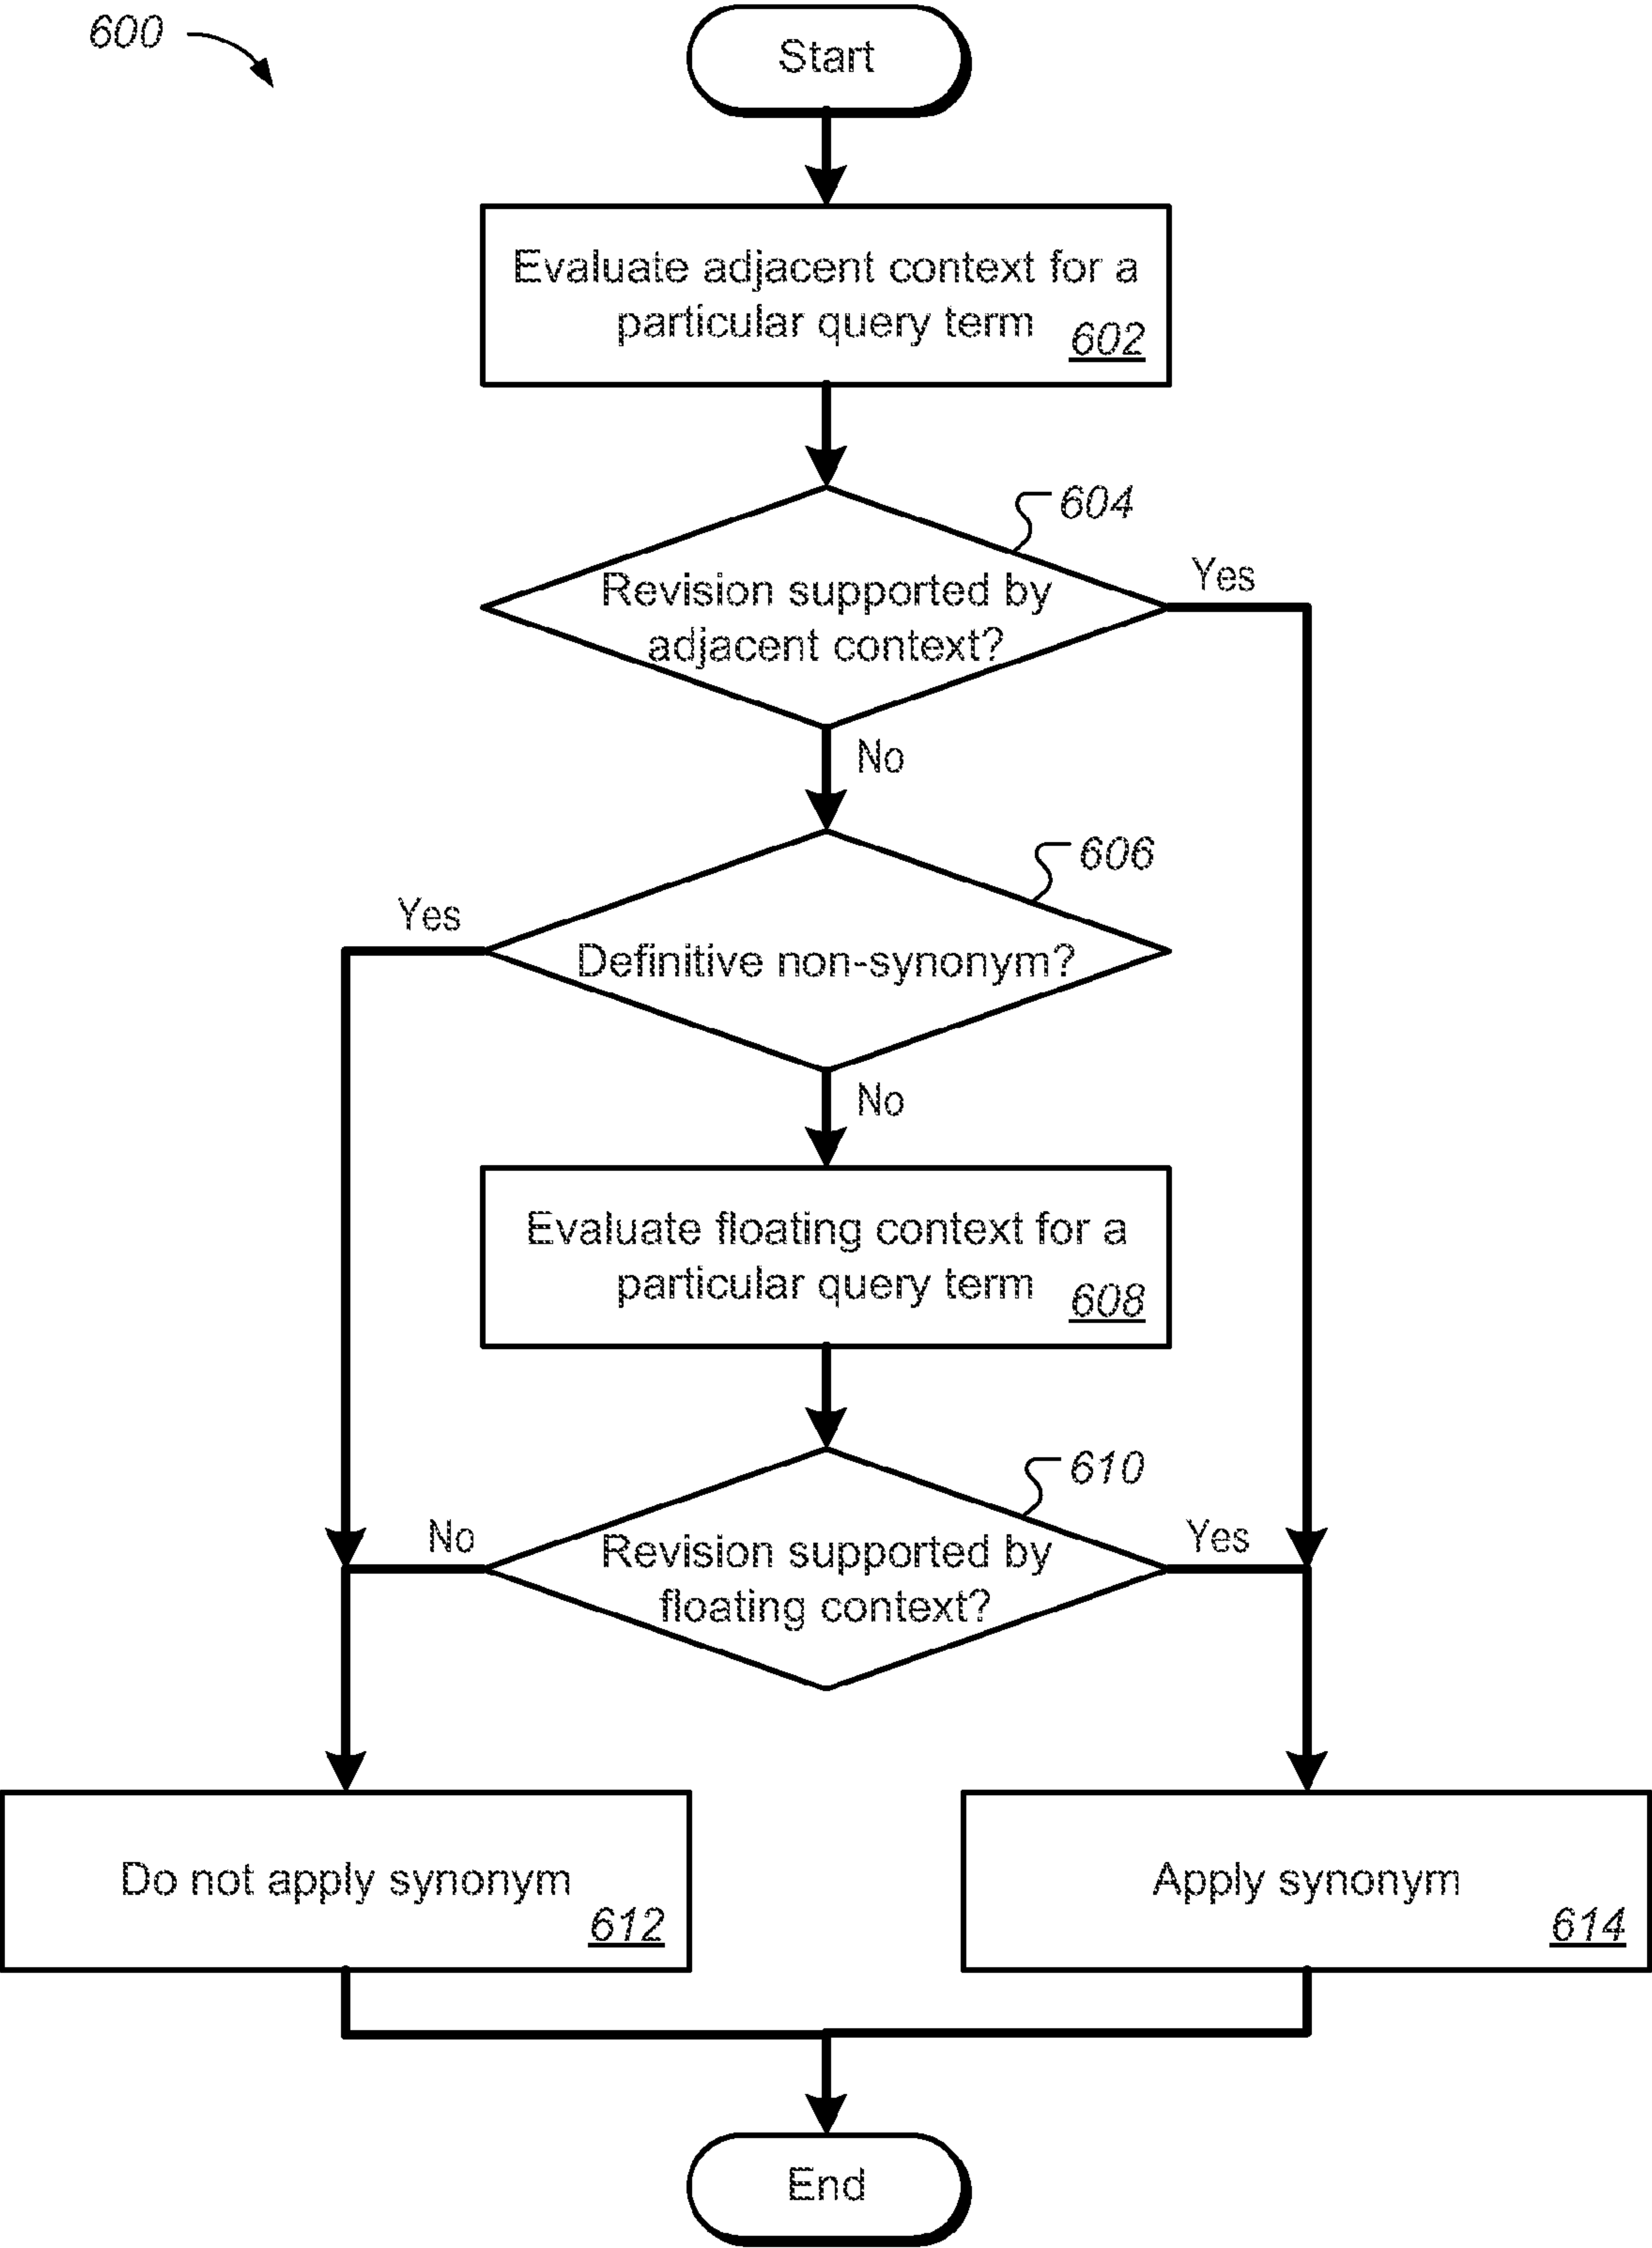 600
Start
Evaluate adjacent context for a
particular query term
602
604
Revision supported by
adjacent context?
Yes
No
606
Yes
Definitive non-synonym?
No
Evaluate floating context for a
particular query term
608
610
No
Revision supported by
floating context?
Yes
Do not apply synonym
612
Apply synonym
614
End